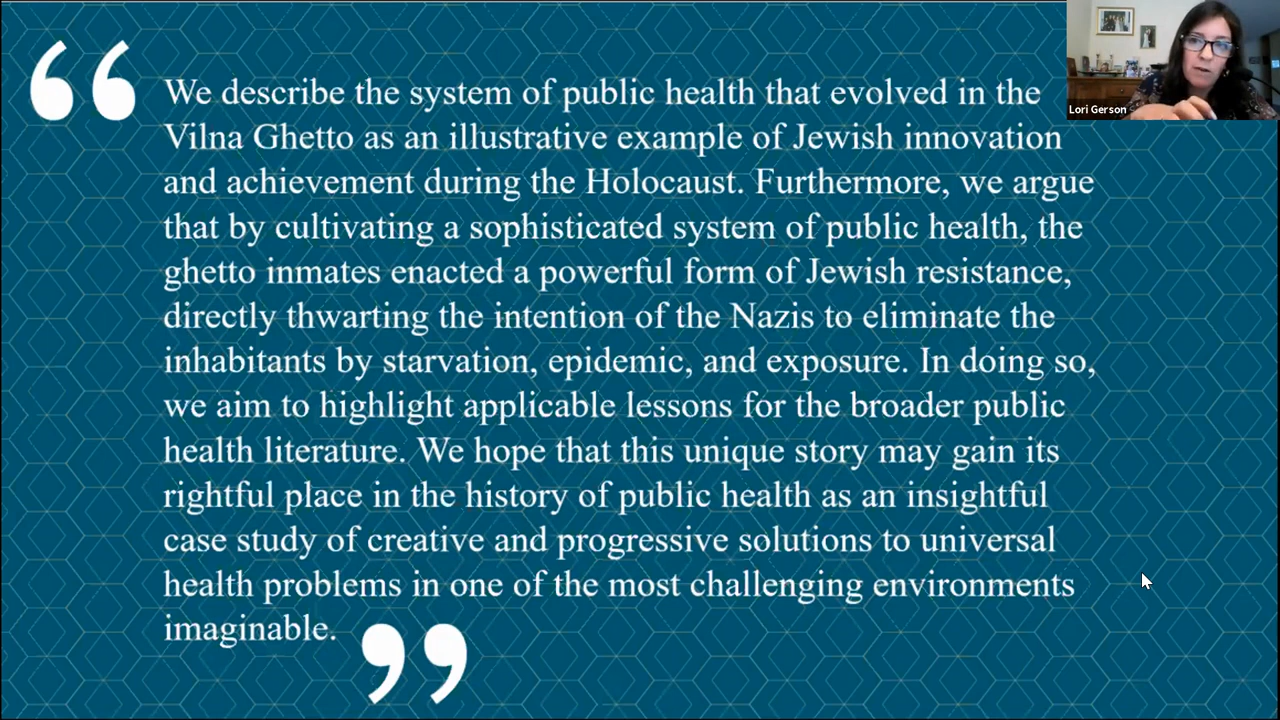 “
We describe the system of public health that evolved in the
Vilna Ghetto as an illustrative example of Jewish innovation
and achievement during the Holocaust. Furthermore, we argue
that by cultivating a sophisticated system of public health, the
ghetto inmates enacted a powerful form of Jewish resistance,
directly thwarting the intention of the Nazis to eliminate the
inhabitants by starvation, epidemic, and exposure. In doing so,
we aim to highlight applicable lessons for the broader public
health literature. We hope that this unique story may gain its
rightful place in the history of public health as an insightful
case study of creative and progressive solutions to universal
health problems in one of the most challenging environments
imaginable.
”
Lori Gerson